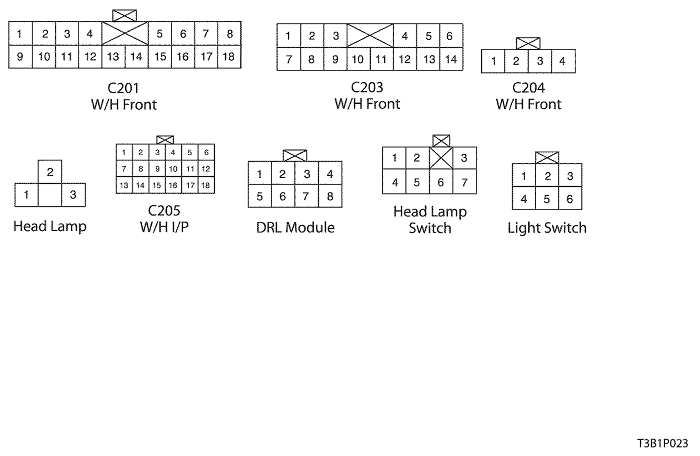 1 2 3 4 5 6 7 8
9 10 11 12 13 14 15 16 17 18
C201
W/H Front
1 2 3 4 5 6
7 8 9 10 11 12 13 14
C203
W/H Front
1 2 3 4
C204
W/H Front
2
1 3
Head Lamp
1 2 3 4 5 6
7 8 9 10 11 12
13 14 15 16 17 18
C205
W/H I/P
1 2 3 4
5 6 7 8
DRL Module
1 2 3
4 5 6 7
Head Lamp
Switch
1 2 3
4 5 6
Light Switch
T3B1P023